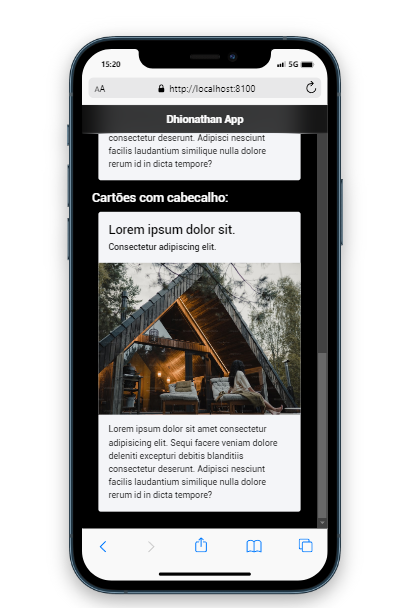 15:20
5G
AA
http://localhost:8100
Dhionathan App
consectetur deserunt. Adipisci nesciunt
facilis laudantium similique nulla dolore
rerum id in dicta tempore?
Cartões com cabecalho:
Lorem ipsum dolor sit.
Consectetur adipiscing elit.
Lorem ipsum dolor sit amet consectetur
adipisicing elit. Sequi facere veniam dolore
deleniti excepturi debitis blanditiis
consectetur deserunt. Adipisci nesciunt
facilis laudantium similique nulla dolore
rerum id in dicta tempore?